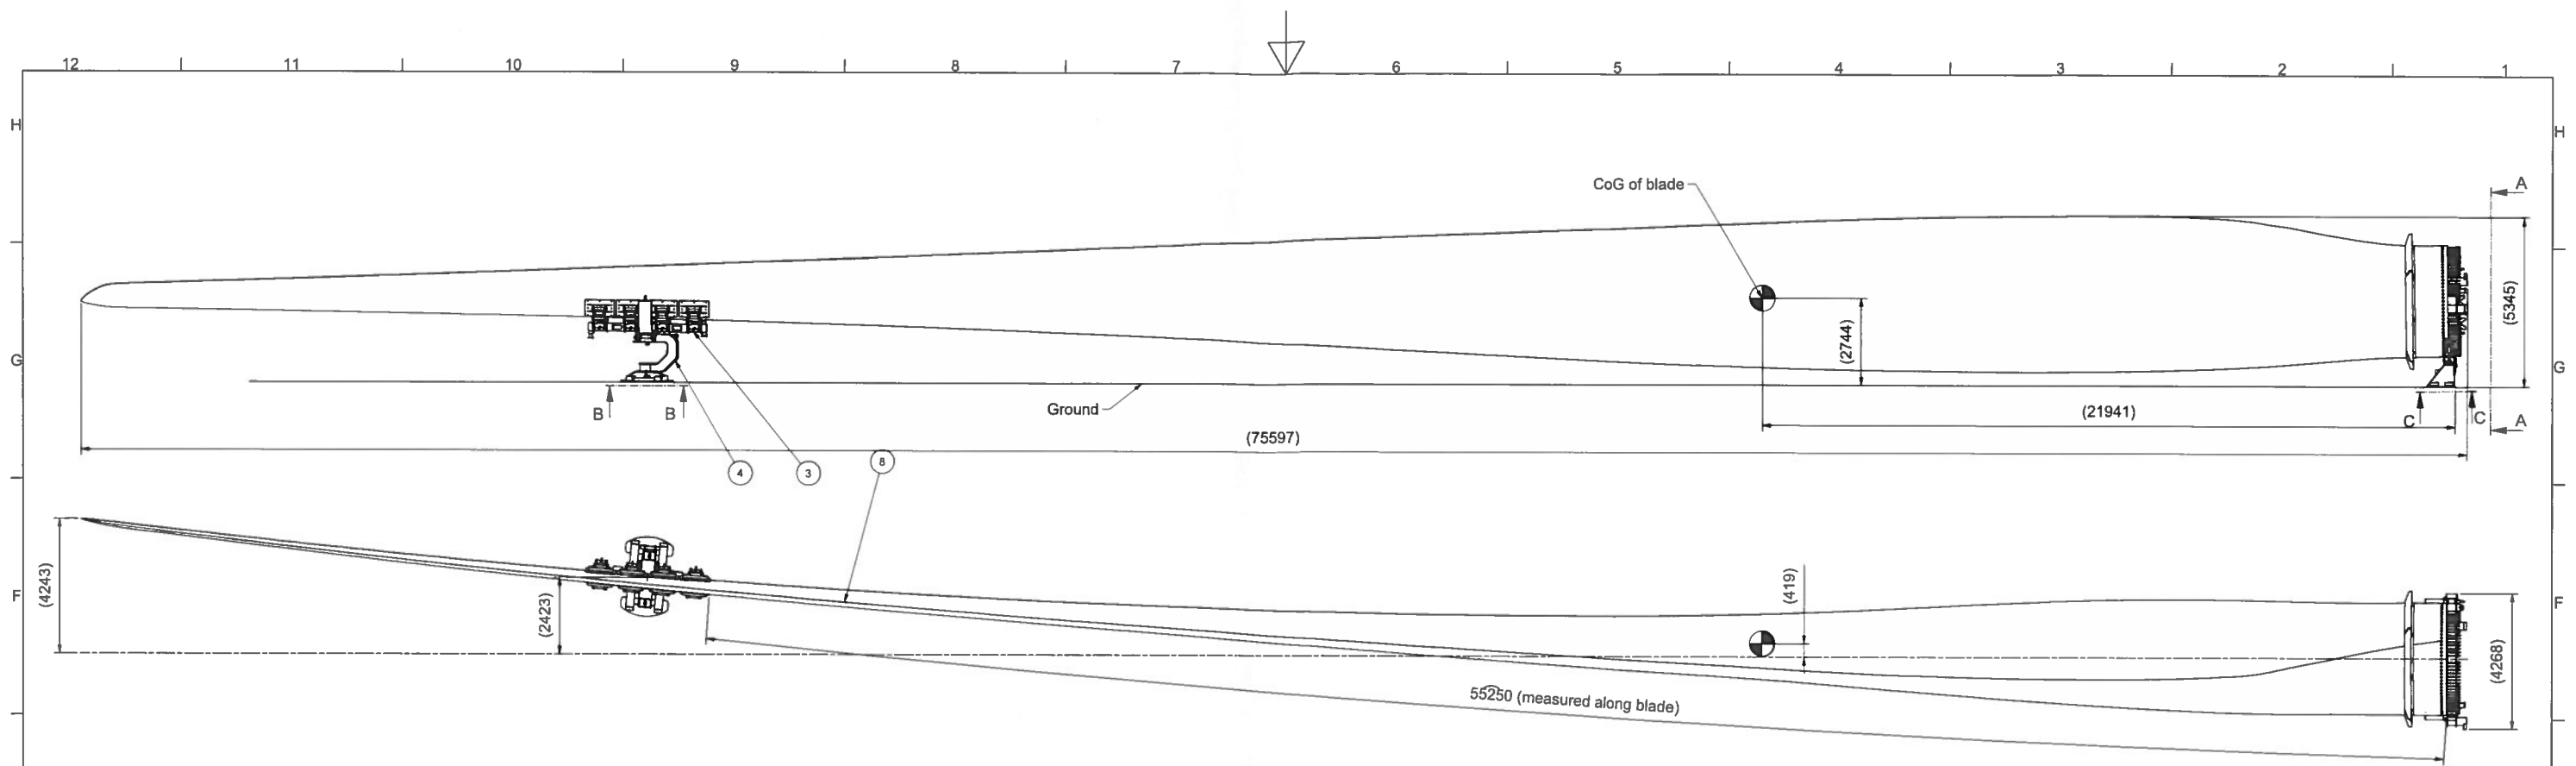 12 11 10 9 8 7 6 5 4 3 2 1
H H
CoG of blade
A
(5345)
(2744)
G G
B B
Ground
(21941)
C C A
(75597)
4 3 8
(4243)
(2423)
(419)
F F
(4268)
55250 (measured along blade)